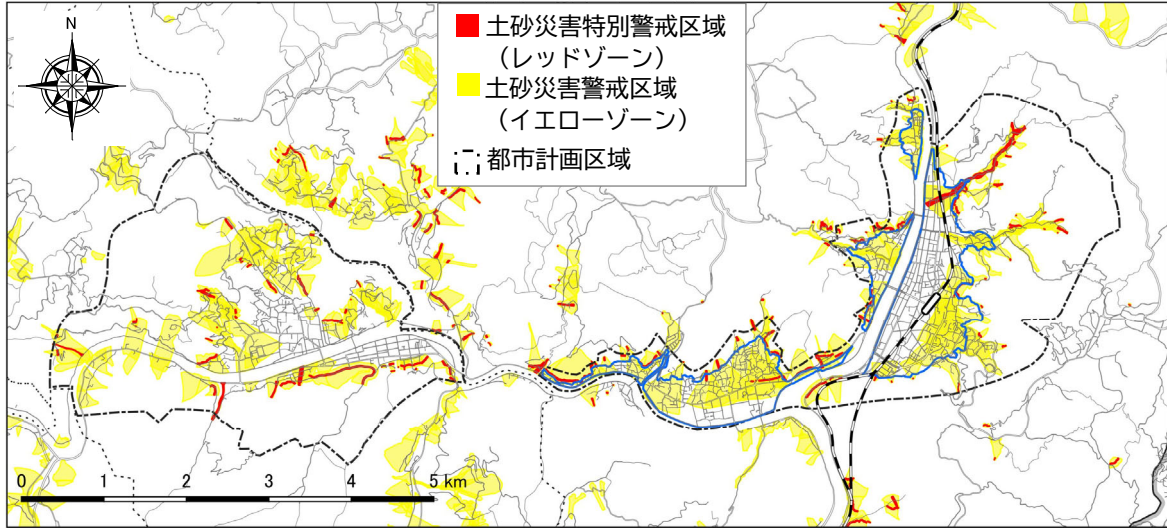 N
土砂災害特別警戒区域
（レッドゾーン）
土砂災害警戒区域
（イエローゾーン）
都市計画区域
0 1 2 3 4 5 km